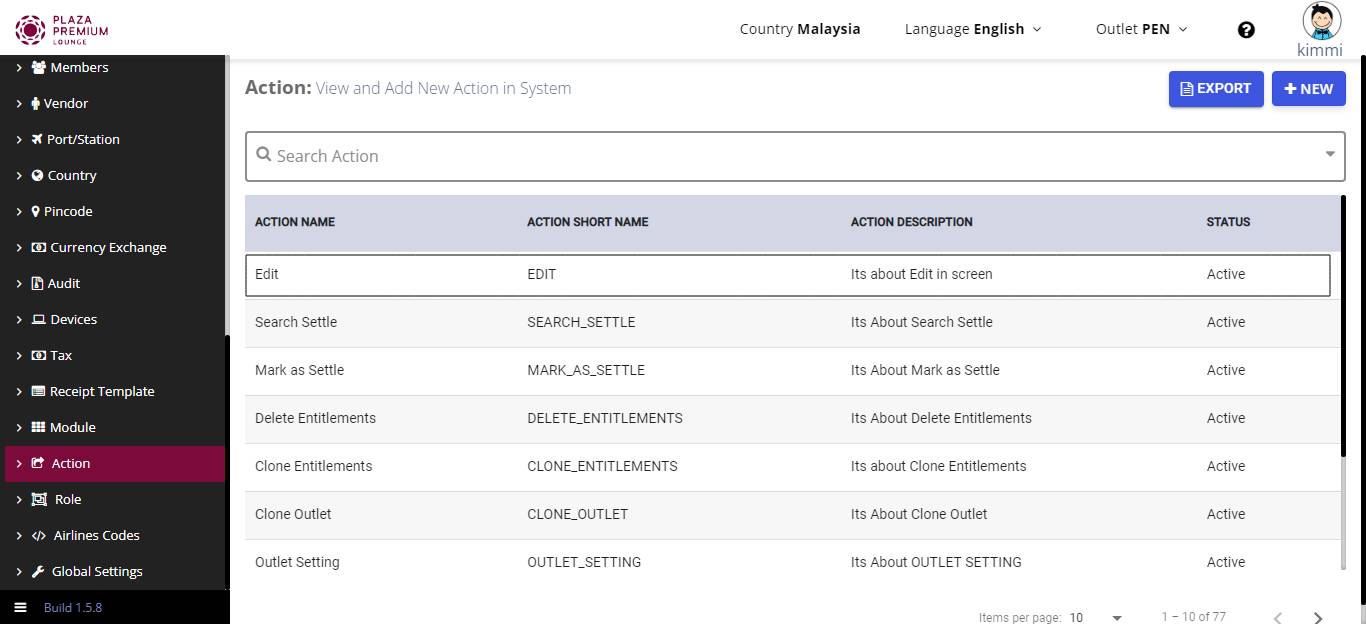 PLAZA
PREMIUM
LOUNGE
Country Malaysia
Language English
Outlet PEN
kimmi
Members
Vendor
Port/Station
Country
Pincode
Currency Exchange
Audit
Devices
Tax
Receipt Template
Module
Action
Role
Airlines Codes
Global Settings
Build 1.5.8
Action: View and Add New Action in System
EXPORT
NEW
Search Action
ACTION NAME ACTION SHORT NAME ACTION DESCRIPTION STATUS
Edit EDIT Its about Edit in screen Active
Search Settle SEARCH_SETTLE Its About Search Settle Active
Mark as Settle MARK_AS_SETTLE Its About Mark as Settle Active
Delete Entitlements DELETE_ENTITLEMENTS Its About Delete Entitlements Active
Clone Entitlements CLONE_ENTITLEMENTS Its about Clone Entitlements Active
Clone Outlet CLONE_OUTLET Its About Clone Outlet Active
Outlet Setting OUTLET_SETTING Its About OUTLET SETTING Active
Items per page: 10 1 – 10 of 77